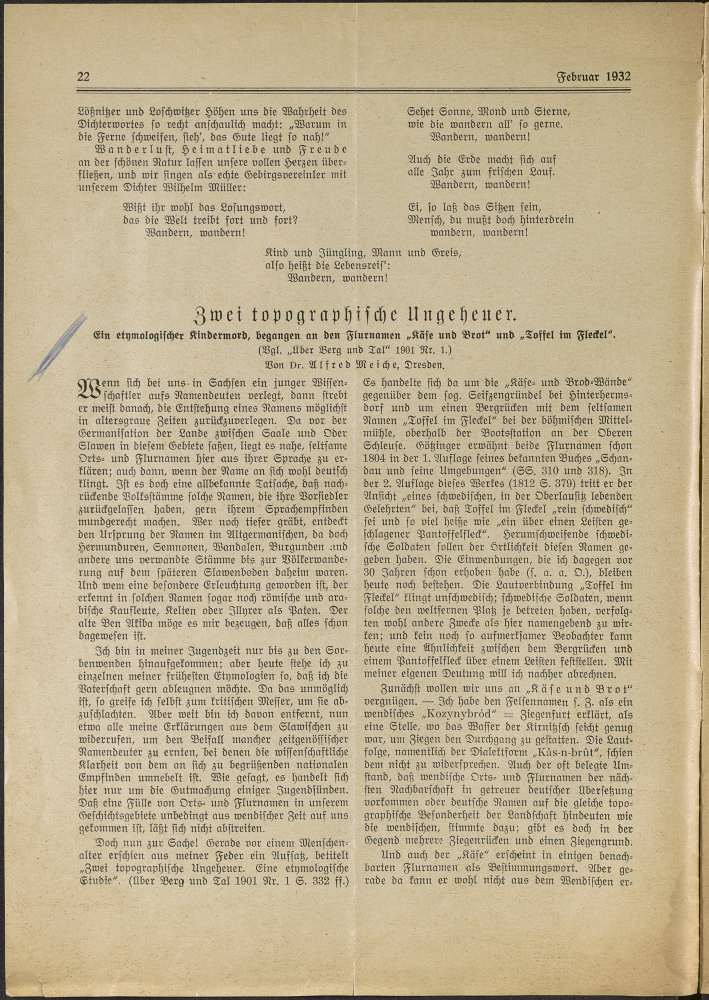 22
Februar 1932
Lößnitzer und Loschwitzer Höhen uns die Wahrheit des
Dichterwortes so recht anschaulich macht: „Warum in
die Ferne schweifen, sieh', das Gute liegt so nah!"
Wanderlust, Heimatliebe und Freude
an der schönen Natur lassen unsere vollen Herzen über-
fließen, und wir singen als echte Gebirgsvereinler mit
unserem Dichter Wilhelm Müller:
Wißt ihr wohl das Losungswort,
das die Welt treibt fort und fort?
Wandern, wandern!
Sehet Sonne, Mond und Sterne,
wie die wandern all' so gerne.
Wandern, wandern!
Auch die Erde macht sich auf
alle Jahr zum frischen Lauf.
Wandern, wandern!
Ei, so laß das Sitzen sein,
Mensch, du mußt doch hinterdrein
wandern, wandern!
Kind und Jüngling, Mann und Greis,
also heißt die Lebensreis':
Wandern, wandern!
Zwei topographische Ungeheuer.
Ein etymologischer Kindermord, begangen an den Flurnamen „Käse und Brot" und „Toffel im Fleckel".
(Vgl. „Über Berg und Tal" 1901 Nr. 1.)
Von Dr. Alfred Meiche, Dresden.
Wenn sich bei uns in Sachsen ein junger Wissen-
schaftler aufs Namendeuten verlegt, dann strebt
er meist danach, die Entstehung eines Namens möglichst
in altersgraue Zeiten zurückzuverlegen. Da vor der
Germanisation der Lande zwischen Saale und Oder
Slawen in diesem Gebiete saßen, liegt es nahe, seltsame
Orts- und Flurnamen hier aus ihrer Sprache zu er-
klären; auch dann, wenn der Name an sich wohl deutsch
klingt. Ist es doch eine allbekannte Tatsache, daß nach-
rückende Volksstämme solche Namen, die ihre Vorsiedler
zurückgelassen haben, gern ihrem Sprachempfinden
mundgerecht machen. Wer noch tiefer gräbt, entdeckt
den Ursprung der Namen im Altgermanischen, da doch
Hermunduren, Semnonen, Wandalen, Burgunden und
andere uns verwandte Stämme bis zur Völkerwande-
rung auf dem späteren Slawenboden daheim waren.
Und wem eine besondere Erleuchtung geworden ist, der
erkennt in solchen Namen sogar noch römische und ara-
bische Kaufleute, Kelten oder Illyrer als Paten. Der
alte Ben Akiba möge es mir bezeugen, daß alles schon
dagewesen ist.
Ich bin in meiner Jugendzeit nur bis zu den Sor-
benwenden hinaufgekommen; aber heute stehe ich zu
einzelnen meiner frühesten Etymologien so, daß ich die
Vaterschaft gern ableugnen möchte. Da das unmöglich
ist, so greife ich selbst zum kritischen Messer, um sie ab-
zuschlachten. Aber weit bin ich davon entfernt, nun
etwa alle meine Erklärungen aus dem Slawischen zu
widerrufen, um den Beifall mancher zeitgenössischer
Namendeuter zu ernten, bei denen die wissenschaftliche
Klarheit von dem an sich zu begrüßenden nationalen
Empfinden umnebelt ist. Wie gesagt, es handelt sich
hier nur um die Gutmachung einiger Jugendsünden.
Daß eine Fülle von Orts- und Flurnamen in unserem
Geschichtsgebiete unbedingt aus wendischer Zeit auf uns
gekommen ist, läßt sich nicht abstreiten.
Doch nun zur Sache! Gerade vor einem Menschen-
alter erschien aus meiner Feder ein Aufsatz, betitelt
„Zwei topographische Ungeheuer. Eine etymologische
Studie". (Über Berg und Tal 1901 Nr. 1 S. 332 ff.)
Es handelte sich da um die „Käse- und Brod-Wände"
gegenüber dem sog. Seifzengründel bei Hinterherms-
dorf und um einen Bergrücken mit dem seltsamen
Namen „Toffel im Fleckel" bei der böhmischen Mittel-
mühle, oberhalb der Bootsstation an der Oberen
Schleuse. Götzinger erwähnt beide Flurnamen schon
1804 in der 1. Auflage seines bekannten Buches „Schan-
dau und seine Umgebungen" (SS. 310 und 318). In
der 2. Auflage dieses Werkes (1812 S. 379) tritt er der
Ansicht „eines schwedischen, in der Oberlausitz lebenden
Gelehrten" bei, daß Toffel im Fleckel „rein schwedisch"
sei und so viel heiße wie „ein über einen Leisten ge-
schlagener Pantoffelfleck". Herumschweifende schwedi-
sche Soldaten sollen der Örtlichkeit diesen Namen ge-
geben haben. Die Einwendungen, die ich dagegen vor
30 Jahren schon erhoben habe (s. a. a. O.), bleiben
heute noch bestehen. Die Lautverbindung „Toffel im
Fleckel" klingt unschwedisch; schwedische Soldaten, wenn
solche den weltfernen Platz je betreten haben, verfolg-
ten wohl andere Zwecke als hier namengebend zu wir-
ken; und kein noch so aufmerksamer Beobachter kann
heute eine Ähnlichkeit zwischen dem Bergrücken und
einem Pantoffelfleck über einem Leisten feststellen. Mit
meiner eigenen Deutung will ich nachher abrechnen.
Zunächst wollen wir uns an „Käse und Brot"
vergnügen. — Ich habe den Felsennamen s. Z. als ein
wendisches „Kozynybród" = Ziegenfurt erklärt, als
eine Stelle, wo das Wasser der Kirnitzsch seicht genug
war, um Ziegen den Durchgang zu gestatten. Die Laut-
folge, namentlich der Dialektform „Kås-n-brût", schien
dem nicht zu widersprechen. Auch der oft belegte Um-
stand, daß wendische Orts- und Flurnamen der näch-
sten Nachbarschaft in getreuer deutscher Übersetzung
vorkommen oder deutsche Namen auf die gleiche topo-
graphische Besonderheit der Landschaft hindeuten wie
die wendischen, stimmte dazu; gibt es doch in der
Gegend mehrere Ziegenrücken und einen Ziegengrund.
Und auch der „Käse" erscheint in einigen benach-
barten Flurnamen als Bestimmungswort. Aber ge-
rade da kann er wohl nicht aus dem Wendischen er-